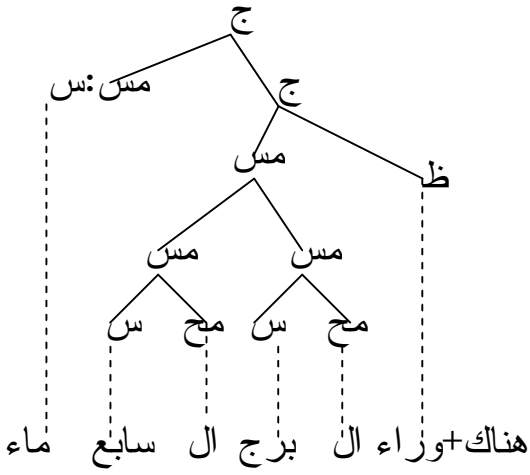 ج
ج مس:س
مس
ظ
مس مس
مح س مح س
هناك+وراء ال برج ال سابع ماء